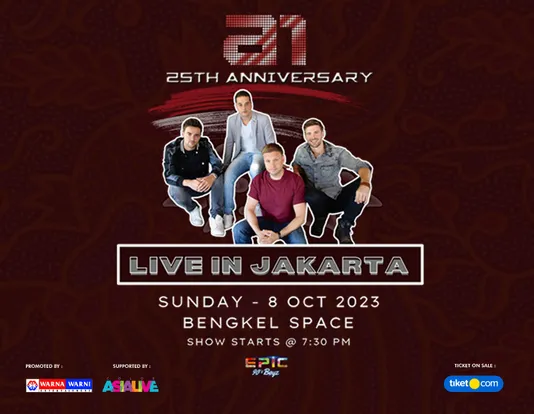 a1
25TH ANNIVERSARY
LIVE IN JAKARTA
SUNDAY - 8 OCT 2023
BENGKEL SPACE
SHOW STARTS @ 7:30 PM
EPIC
90's Boyz
PROMOTED BY :
WARNA WARNI
ENTERTAINMENT
SUPPORTED BY :
ASIALIVE
TICKET ON SALE :
tiket.com